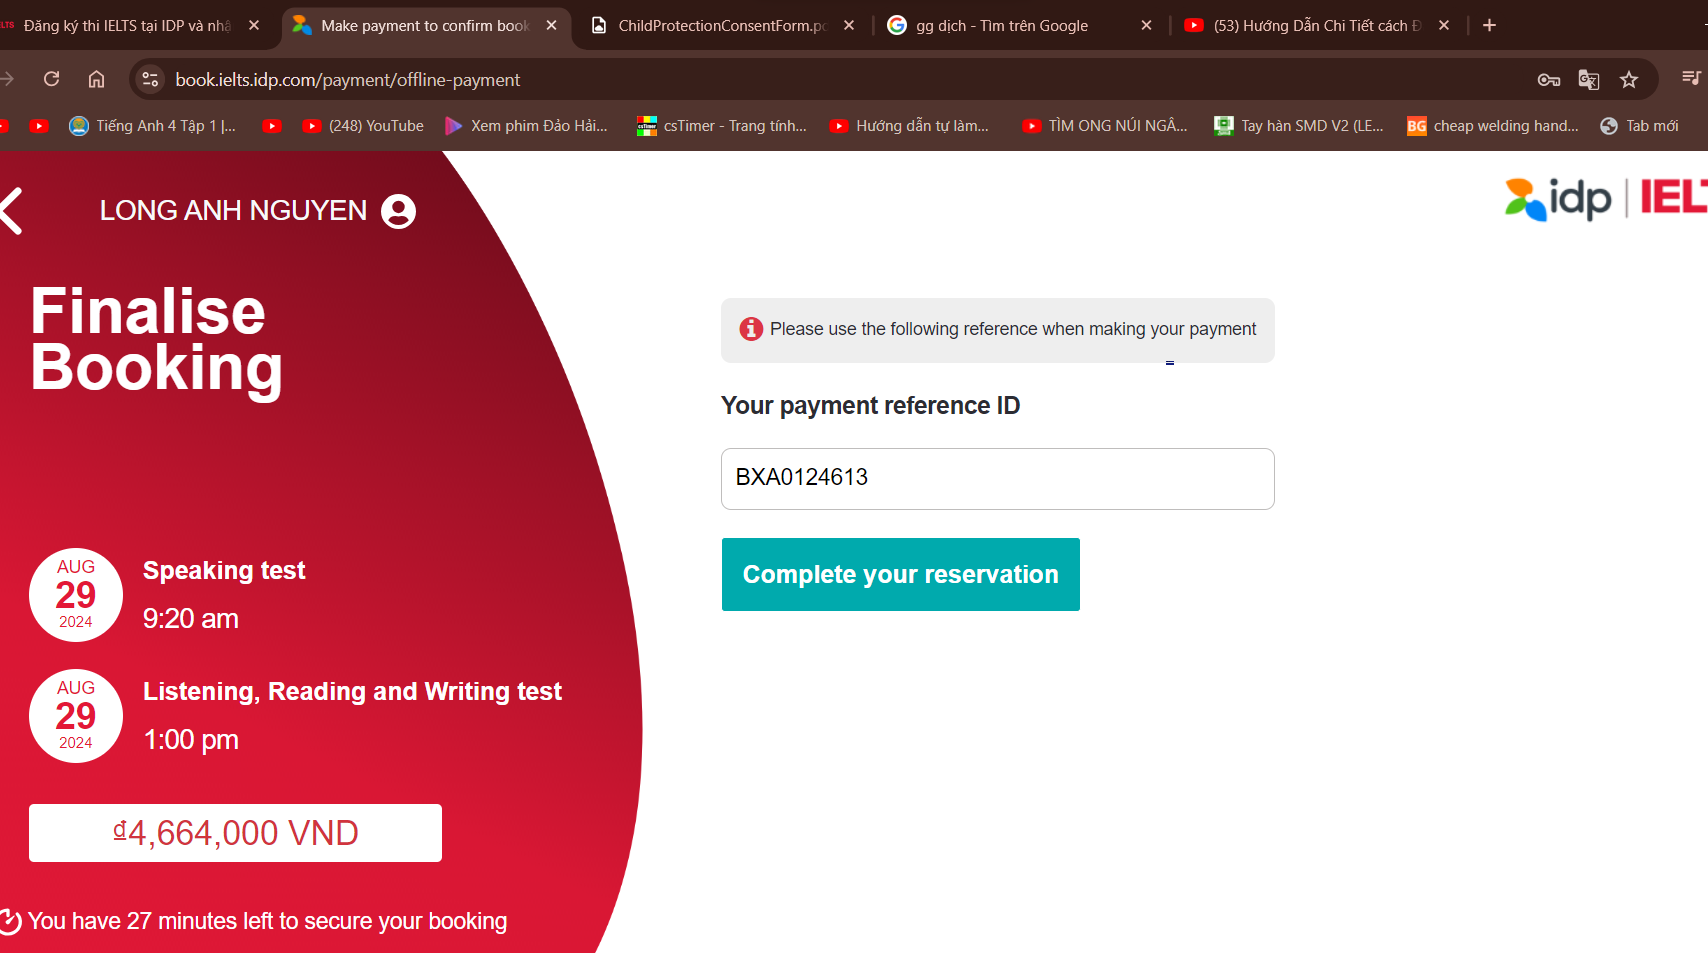 Đăng ký thi IELTS tại IDP và nhậ
Make payment to confirm book
ChildProtectionConsentForm.pd
gg dịch - Tìm trên Google
(53) Hướng Dẫn Chi Tiết cách Đ
book.ielts.idp.com/payment/offline-payment
Tiếng Anh 4 Tập 1 |...
(248) YouTube
Xem phim Đảo Hải...
csTimer - Trang tính...
Hướng dẫn tự làm...
TÌM ONG NÚI NGÂ...
Tay hàn SMD V2 (LE...
BG cheap welding hand...
Tab mới
LONG ANH NGUYEN
idp | IELT
Finalise
Booking
Please use the following reference when making your payment
Your payment reference ID
BXA0124613
Complete your reservation
AUG
29
2024
Speaking test
9:20 am
AUG
29
2024
Listening, Reading and Writing test
1:00 pm
₫4,664,000 VND
You have 27 minutes left to secure your booking